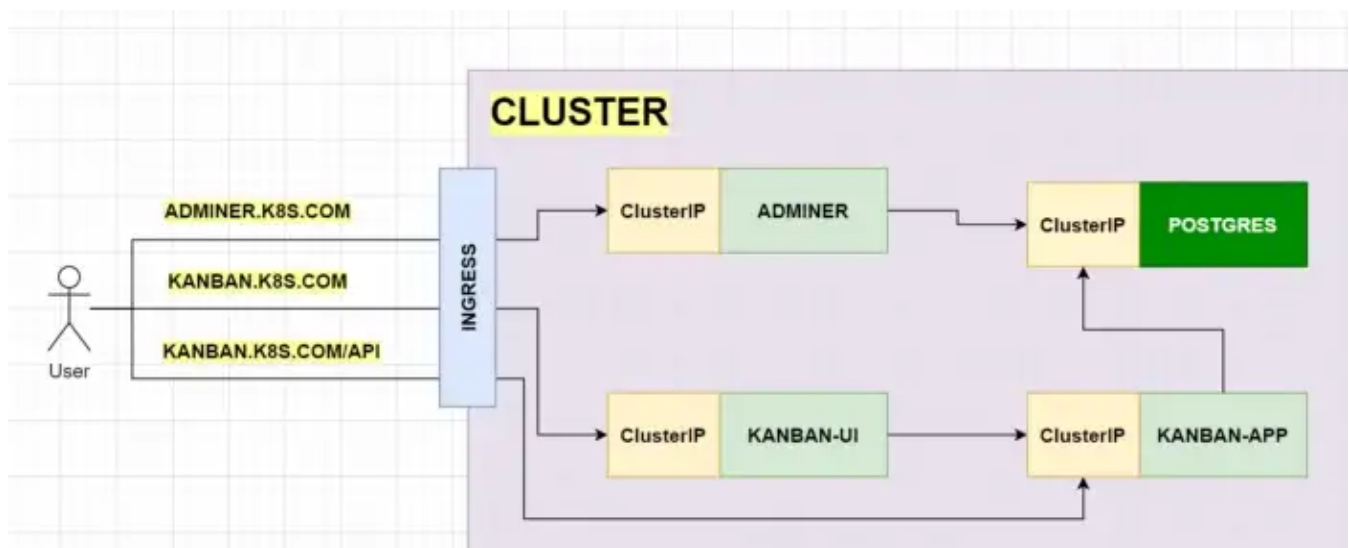 CLUSTER
ADMINER.K8S.COM
ClusterIP ADMINER
ClusterIP POSTGRES
KANBAN.K8S.COM
INGRESS
KANBAN.K8S.COM/API
User
ClusterIP KANBAN-UI
ClusterIP KANBAN-APP